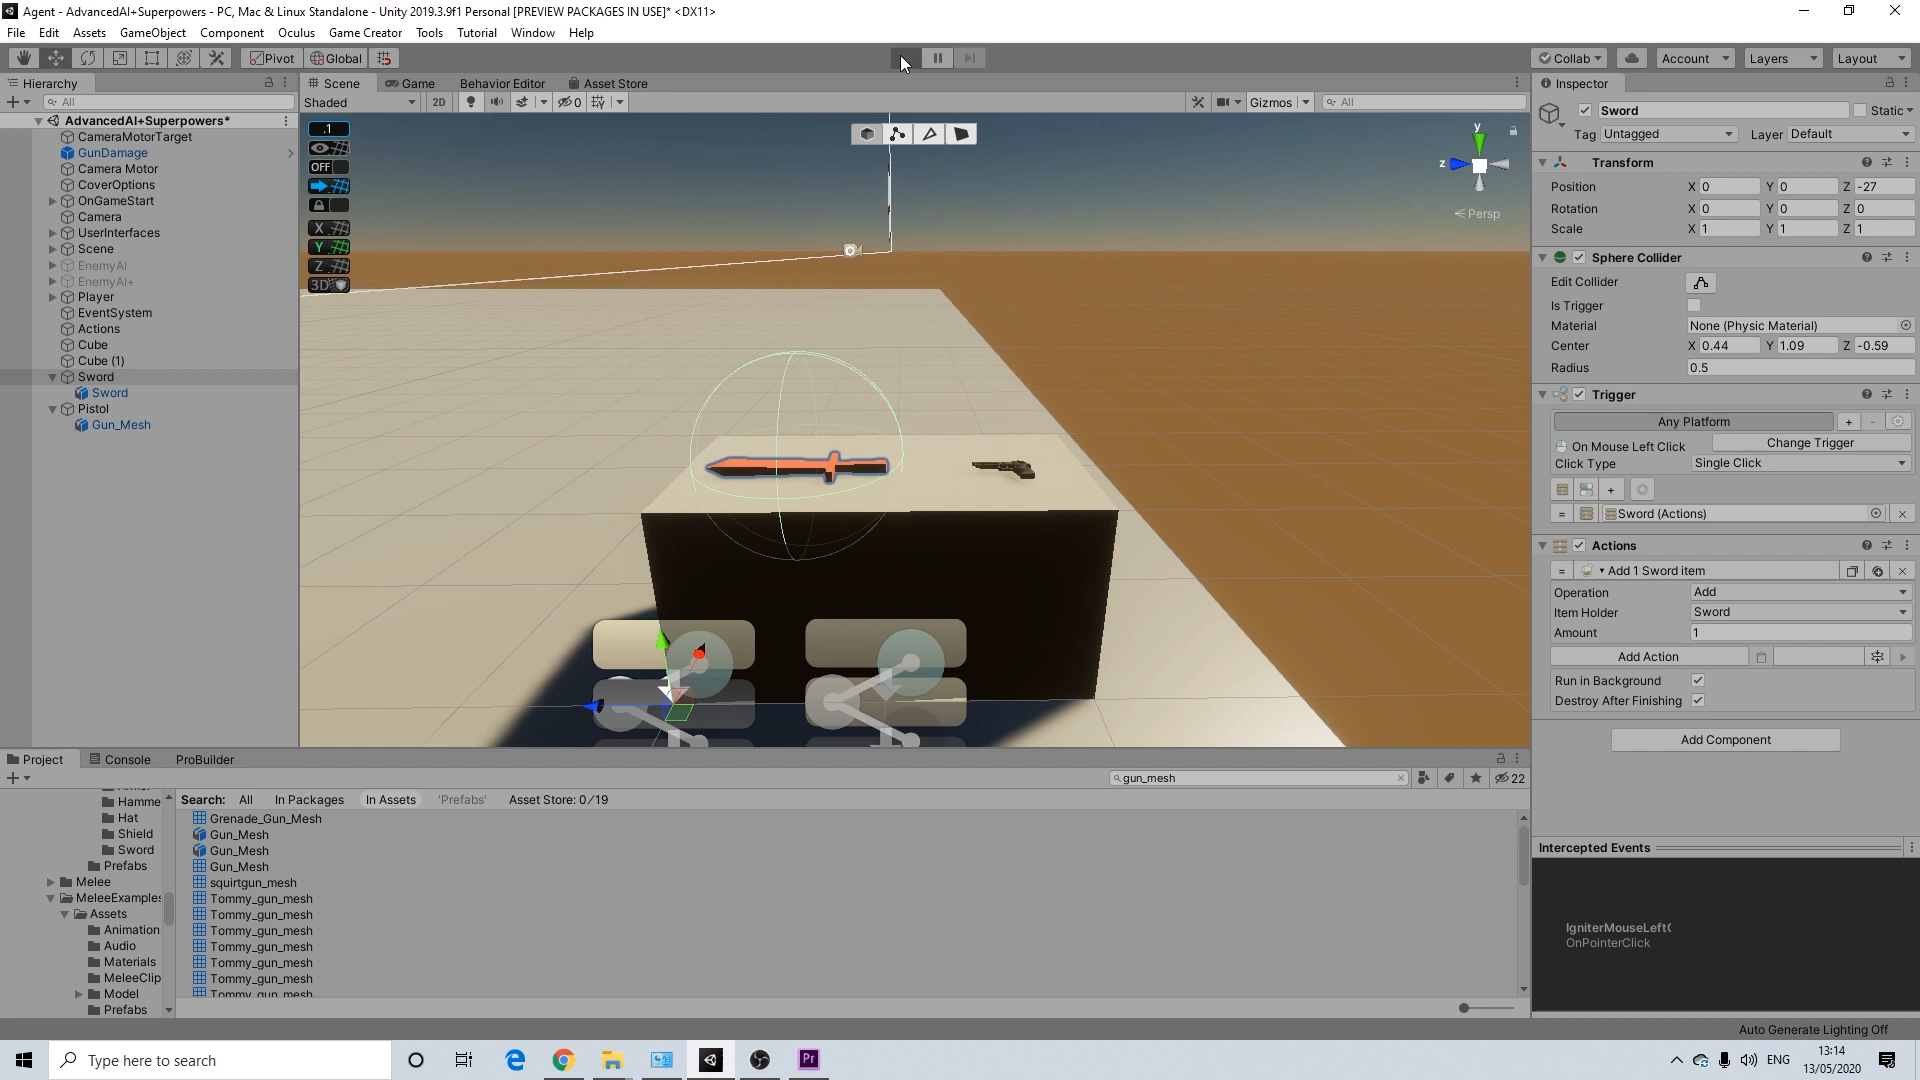 Agent - AdvancedAI+Superpowers - PC, Mac & Linux Standalone - Unity 2019.3.9f1 Personal [PREVIEW PACKAGES IN USE]* <DX11>
File Edit Assets GameObject Component Oculus Game Creator Tools Tutorial Window Help
Pivot Global Collab Account Layers Layout
Hierarchy Scene Game Behavior Editor Asset Store Inspector
All Shaded 2D 0 Gizmos All
AdvancedAI+Superpowers*
CameraMotorTarget
GunDamage
Camera Motor
CoverOptions
OnGameStart
Camera
UserInterfaces
Scene
EnemyAI
EnemyAI+
Player
EventSystem
Actions
Cube
Cube (1)
Sword
Sword
Pistol
Gun_Mesh
.1
OFF
X
Y
Z
3D
y
z
Persp
Sword Static
Tag Untagged Layer Default
Transform
Position X 0 Y 0 Z -27
Rotation X 0 Y 0 Z 0
Scale X 1 Y 1 Z 1
Sphere Collider
Edit Collider
Is Trigger
Material None (Physic Material)
Center X 0.44 Y 1.09 Z -0.59
Radius 0.5
Trigger
Any Platform + -
On Mouse Left Click Change Trigger
Click Type Single Click
+
= Sword (Actions)
Actions
= Add 1 Sword item
Operation Add
Item Holder Sword
Amount 1
Add Action
Run in Background
Destroy After Finishing
Add Component
Intercepted Events
IgniterMouseLeft
OnPointerClick
Project Console ProBuilder
gun_mesh 22
Search: All In Packages In Assets 'Prefabs' Asset Store: 0/19
Hamme
Hat
Shield
Sword
Prefabs
Melee
MeleeExamples
Assets
Animation
Audio
Materials
MeleeClip
Model
Prefabs
Grenade_Gun_Mesh
Gun_Mesh
Gun_Mesh
Gun_Mesh
squirtgun_mesh
Tommy_gun_mesh
Tommy_gun_mesh
Tommy_gun_mesh
Tommy_gun_mesh
Tommy_gun_mesh
Tommy_gun_mesh
Tommy_gun_mesh
Auto Generate Lighting Off
Type here to search
Pr
ENG
13:14
13/05/2020